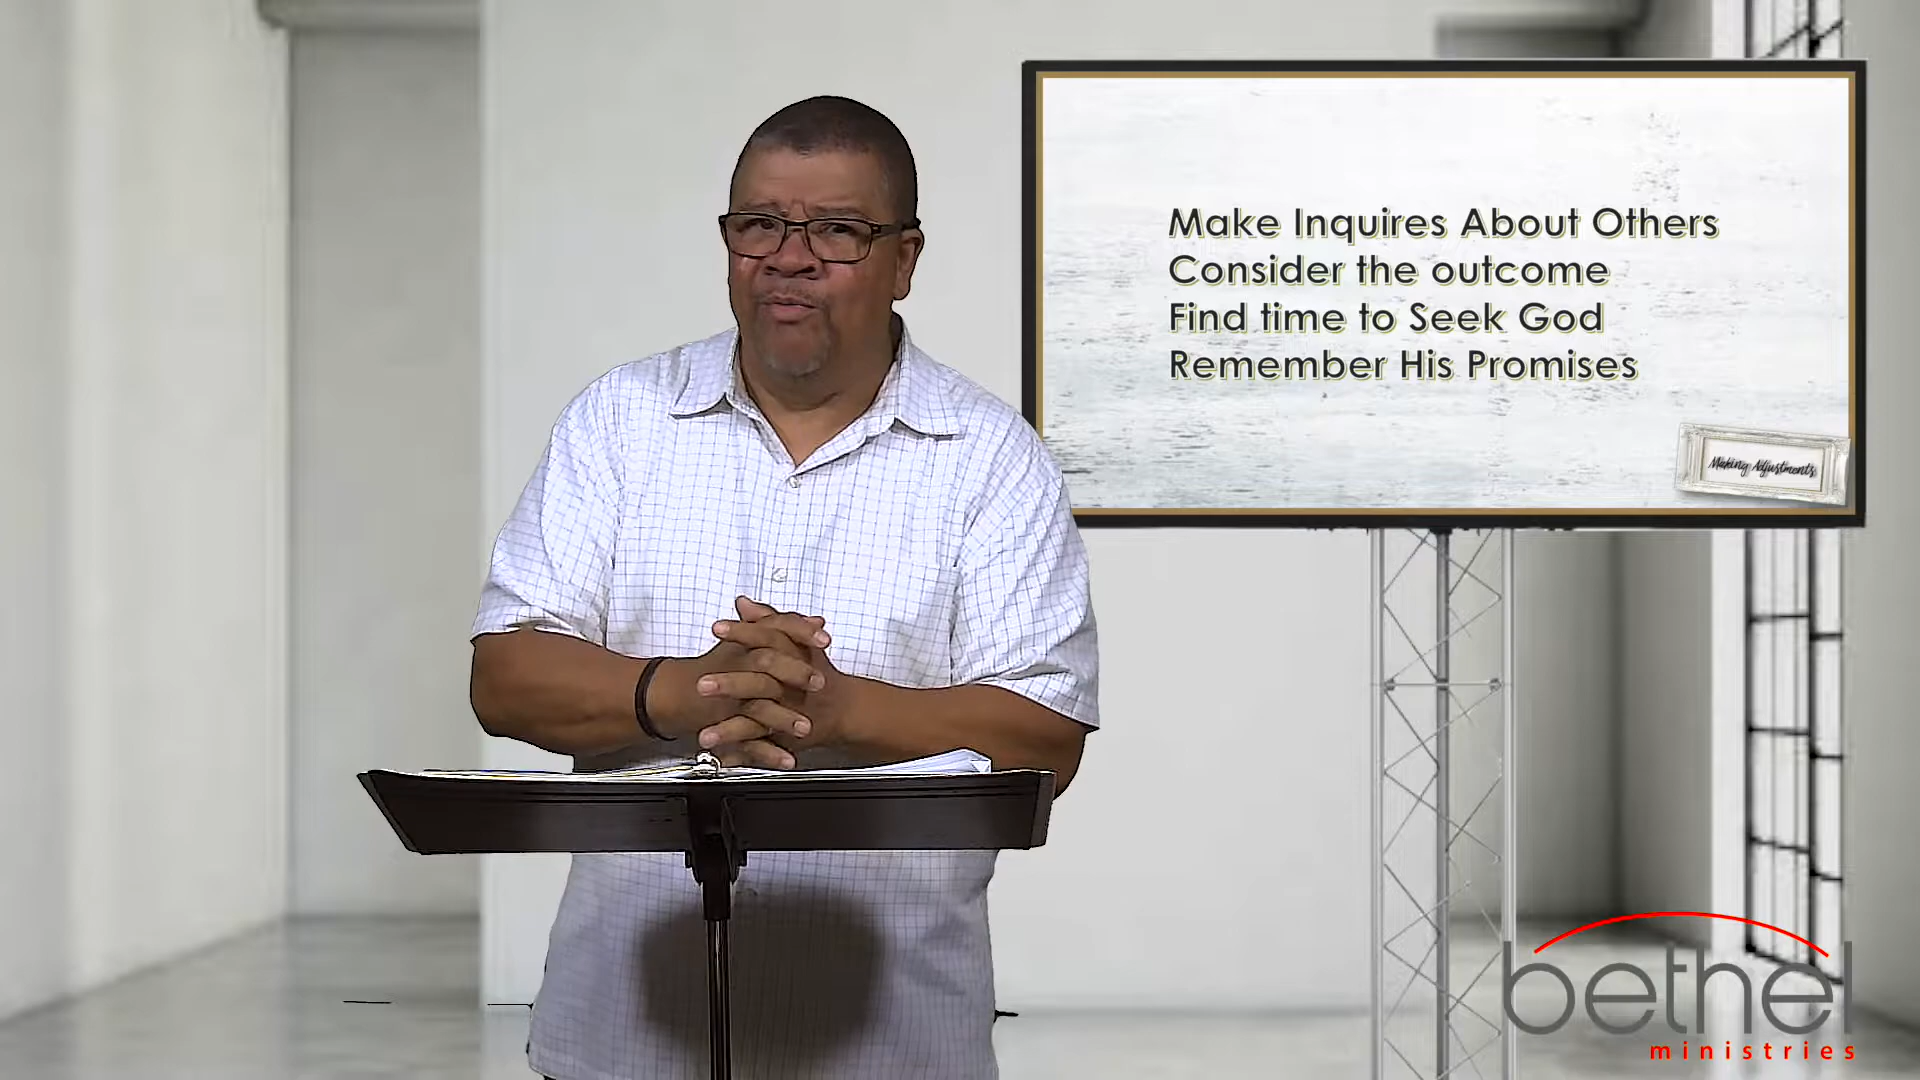 Make Inquires About Others
Consider the outcome
Find time to Seek God
Remember His Promises
Making Adjustments
bethel
ministries